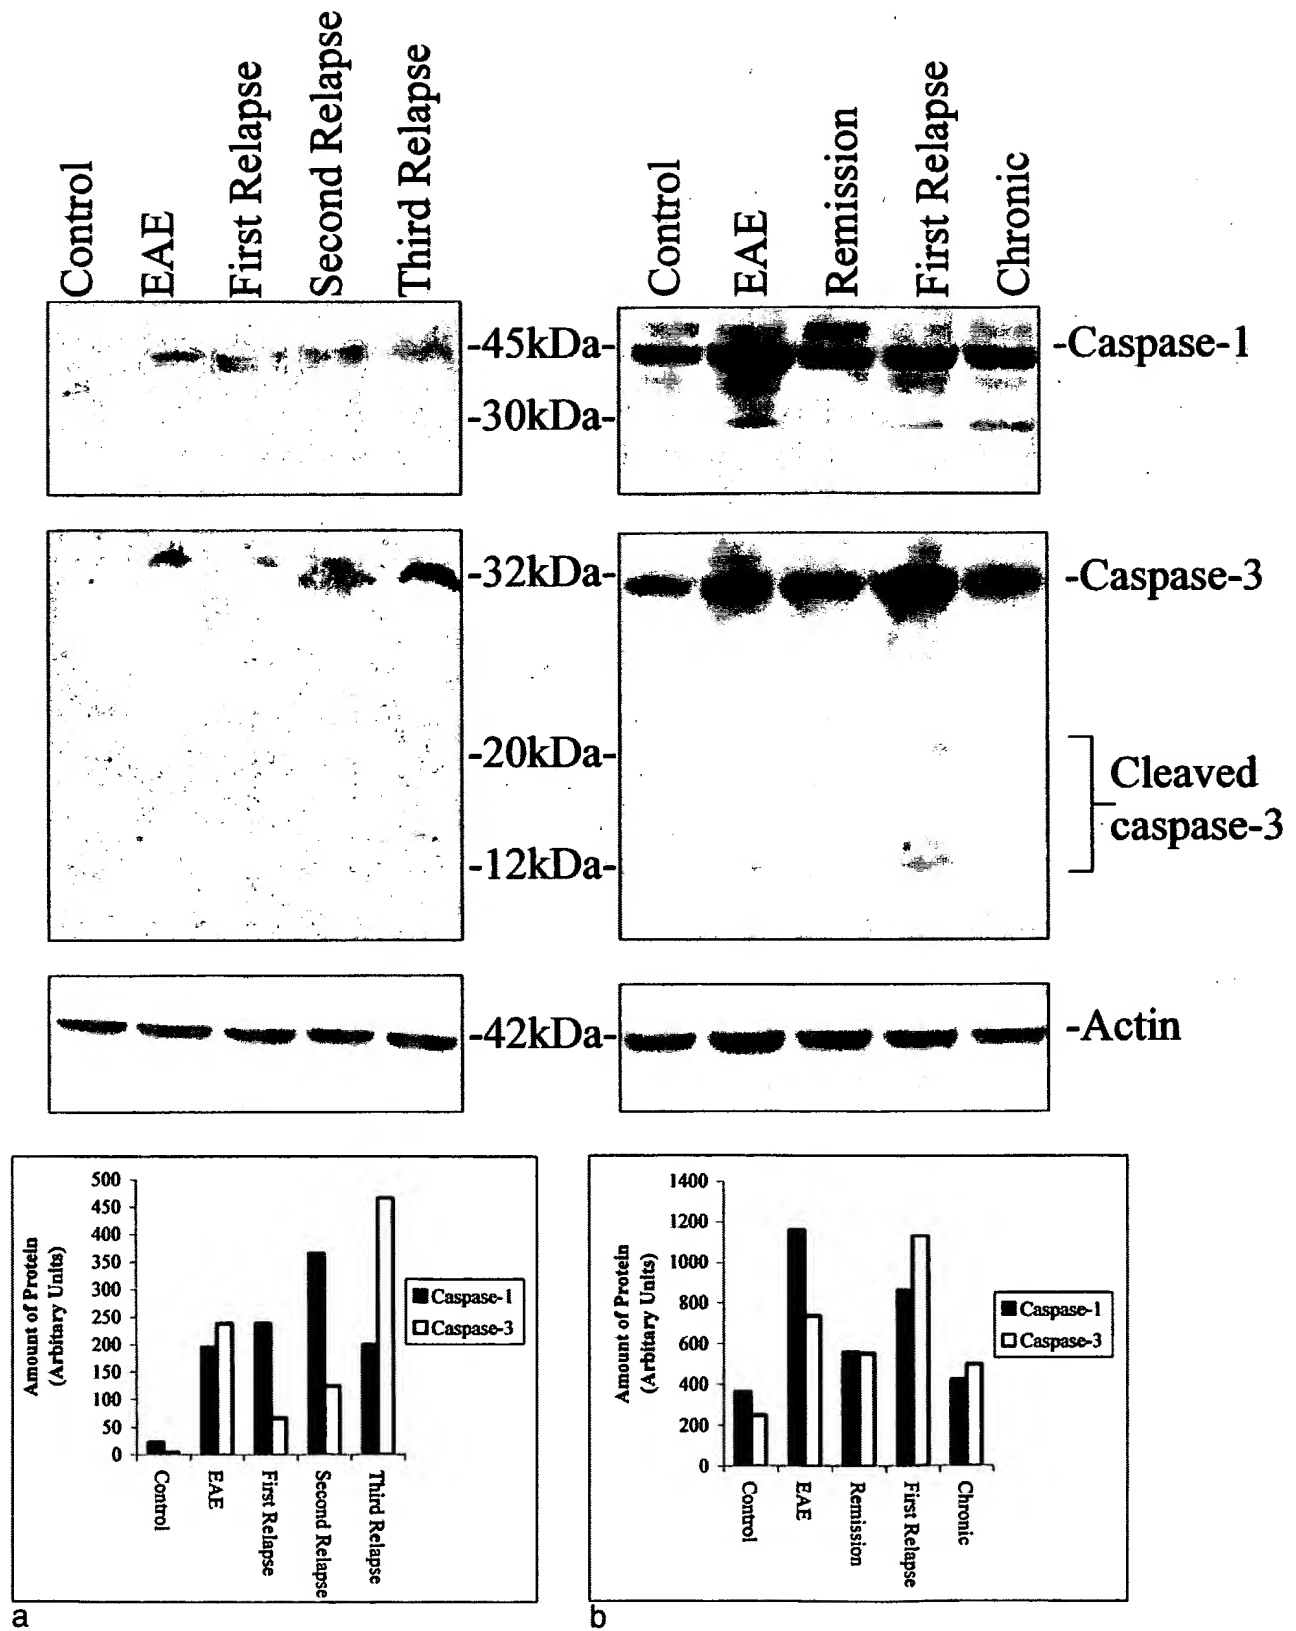 Control
EAE
First Relapse
Second Relapse
Third Relapse
Control
EAE
Remission
First Relapse
Chronic
-45kDa-
-Caspase-1
-30kDa-
-32kDa-
-Caspase-3
-20kDa-
Cleaved
caspase-3
-12kDa-
-42kDa-
-Actin
Amount of Protein
(Arbitary Units)
500
450
400
350
300
250
200
150
100
50
0
Caspase-1
Caspase-3
Control
EAE
First Relapse
Second Relapse
Third Relapse
a
Amount of Protein
(Arbitary Units)
1400
1200
1000
800
600
400
200
0
Caspase-1
Caspase-3
Control
EAE
Remission
First Relapse
Chronic
b